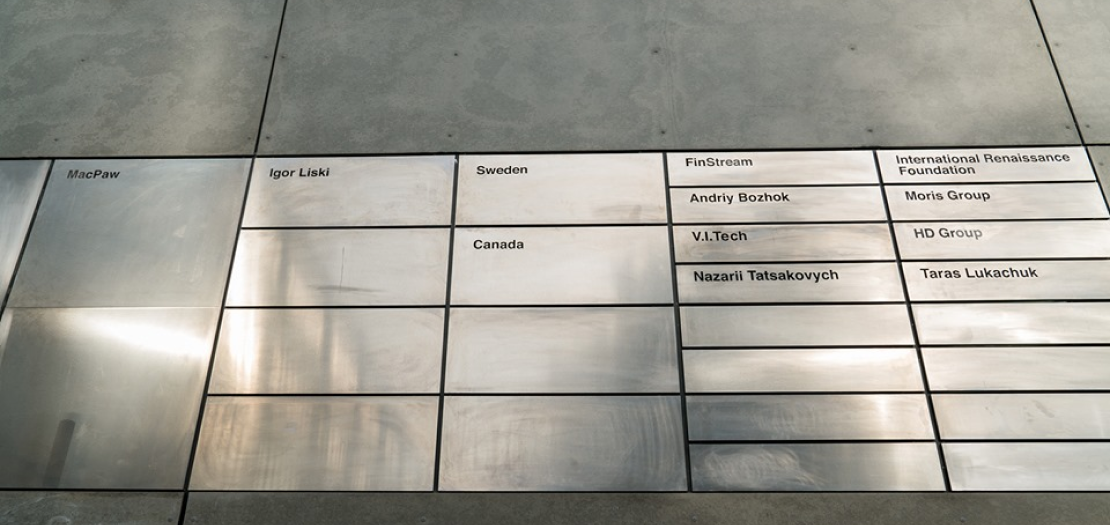 MacPaw
Igor Liski
Sweden
Canada
FinStream
Andriy Bozhok
V.I.Tech
Nazarii Tatsakovych
International Renaissance
Foundation
Moris Group
HD Group
Taras Lukachuk